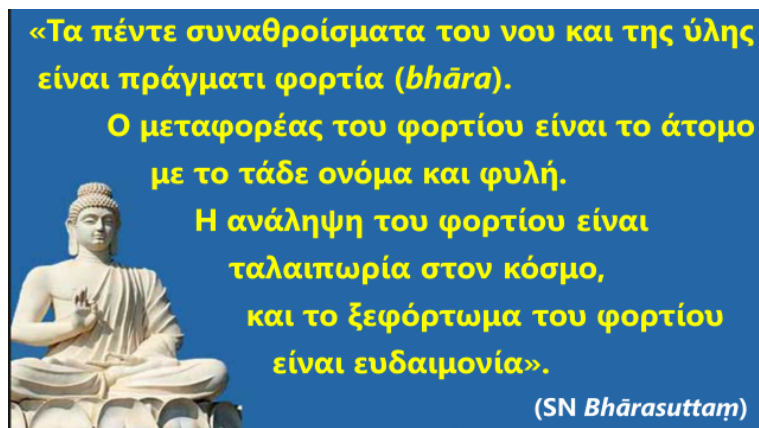 «Τα πέντε συναθροίσματα του νου και της ύλης
είναι πράγματι φορτία (bhāra).
Ο μεταφορέας του φορτίου είναι το άτομο
με το τάδε ονόμα και φυλή.
Η ανάληψη του φορτίου είναι
ταλαιπωρία στον κόσμο,
και το ξεφόρτωμα του φορτίου
είναι ευδαιμονία».
(SN Bhārasuttaṃ)